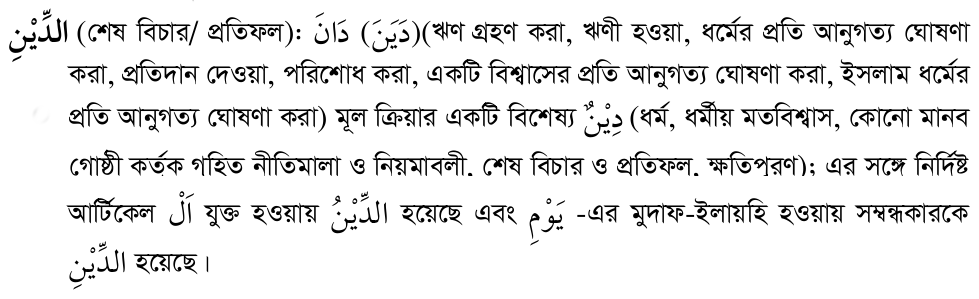 الدِّيْنِ (শেষ বিচার/ প্রতিফল): دَانَ (دَيَنَ)(ঋণ গ্রহণ করা, ঋণী হওয়া, ধর্মের প্রতি আনুগত্য ঘোষণা
করা, প্রতিদান দেওয়া, পরিশোধ করা, একটি বিশ্বাসের প্রতি আনুগত্য ঘোষণা করা, ইসলাম ধর্মের
প্রতি আনুগত্য ঘোষণা করা) মূল ক্রিয়ার একটি বিশেষ্য دِيْنٌ (ধর্ম, ধর্মীয় মতবিশ্বাস, কোনো মানব
গোষ্ঠী কর্তৃক গহিত নীতিমালা ও নিয়মাবলী. শেষ বিচার ও প্রতিফল. ক্ষতিপরণ); এর সঙ্গে নির্দিষ্ট
আর্টিকেল اَلْ যুক্ত হওয়ায় الدِّيْنُ হয়েছে এবং يَوْمِ -এর মুদাফ-ইলায়হি হওয়ায় সম্বন্ধকারকে
الدِّيْنِ হয়েছে।